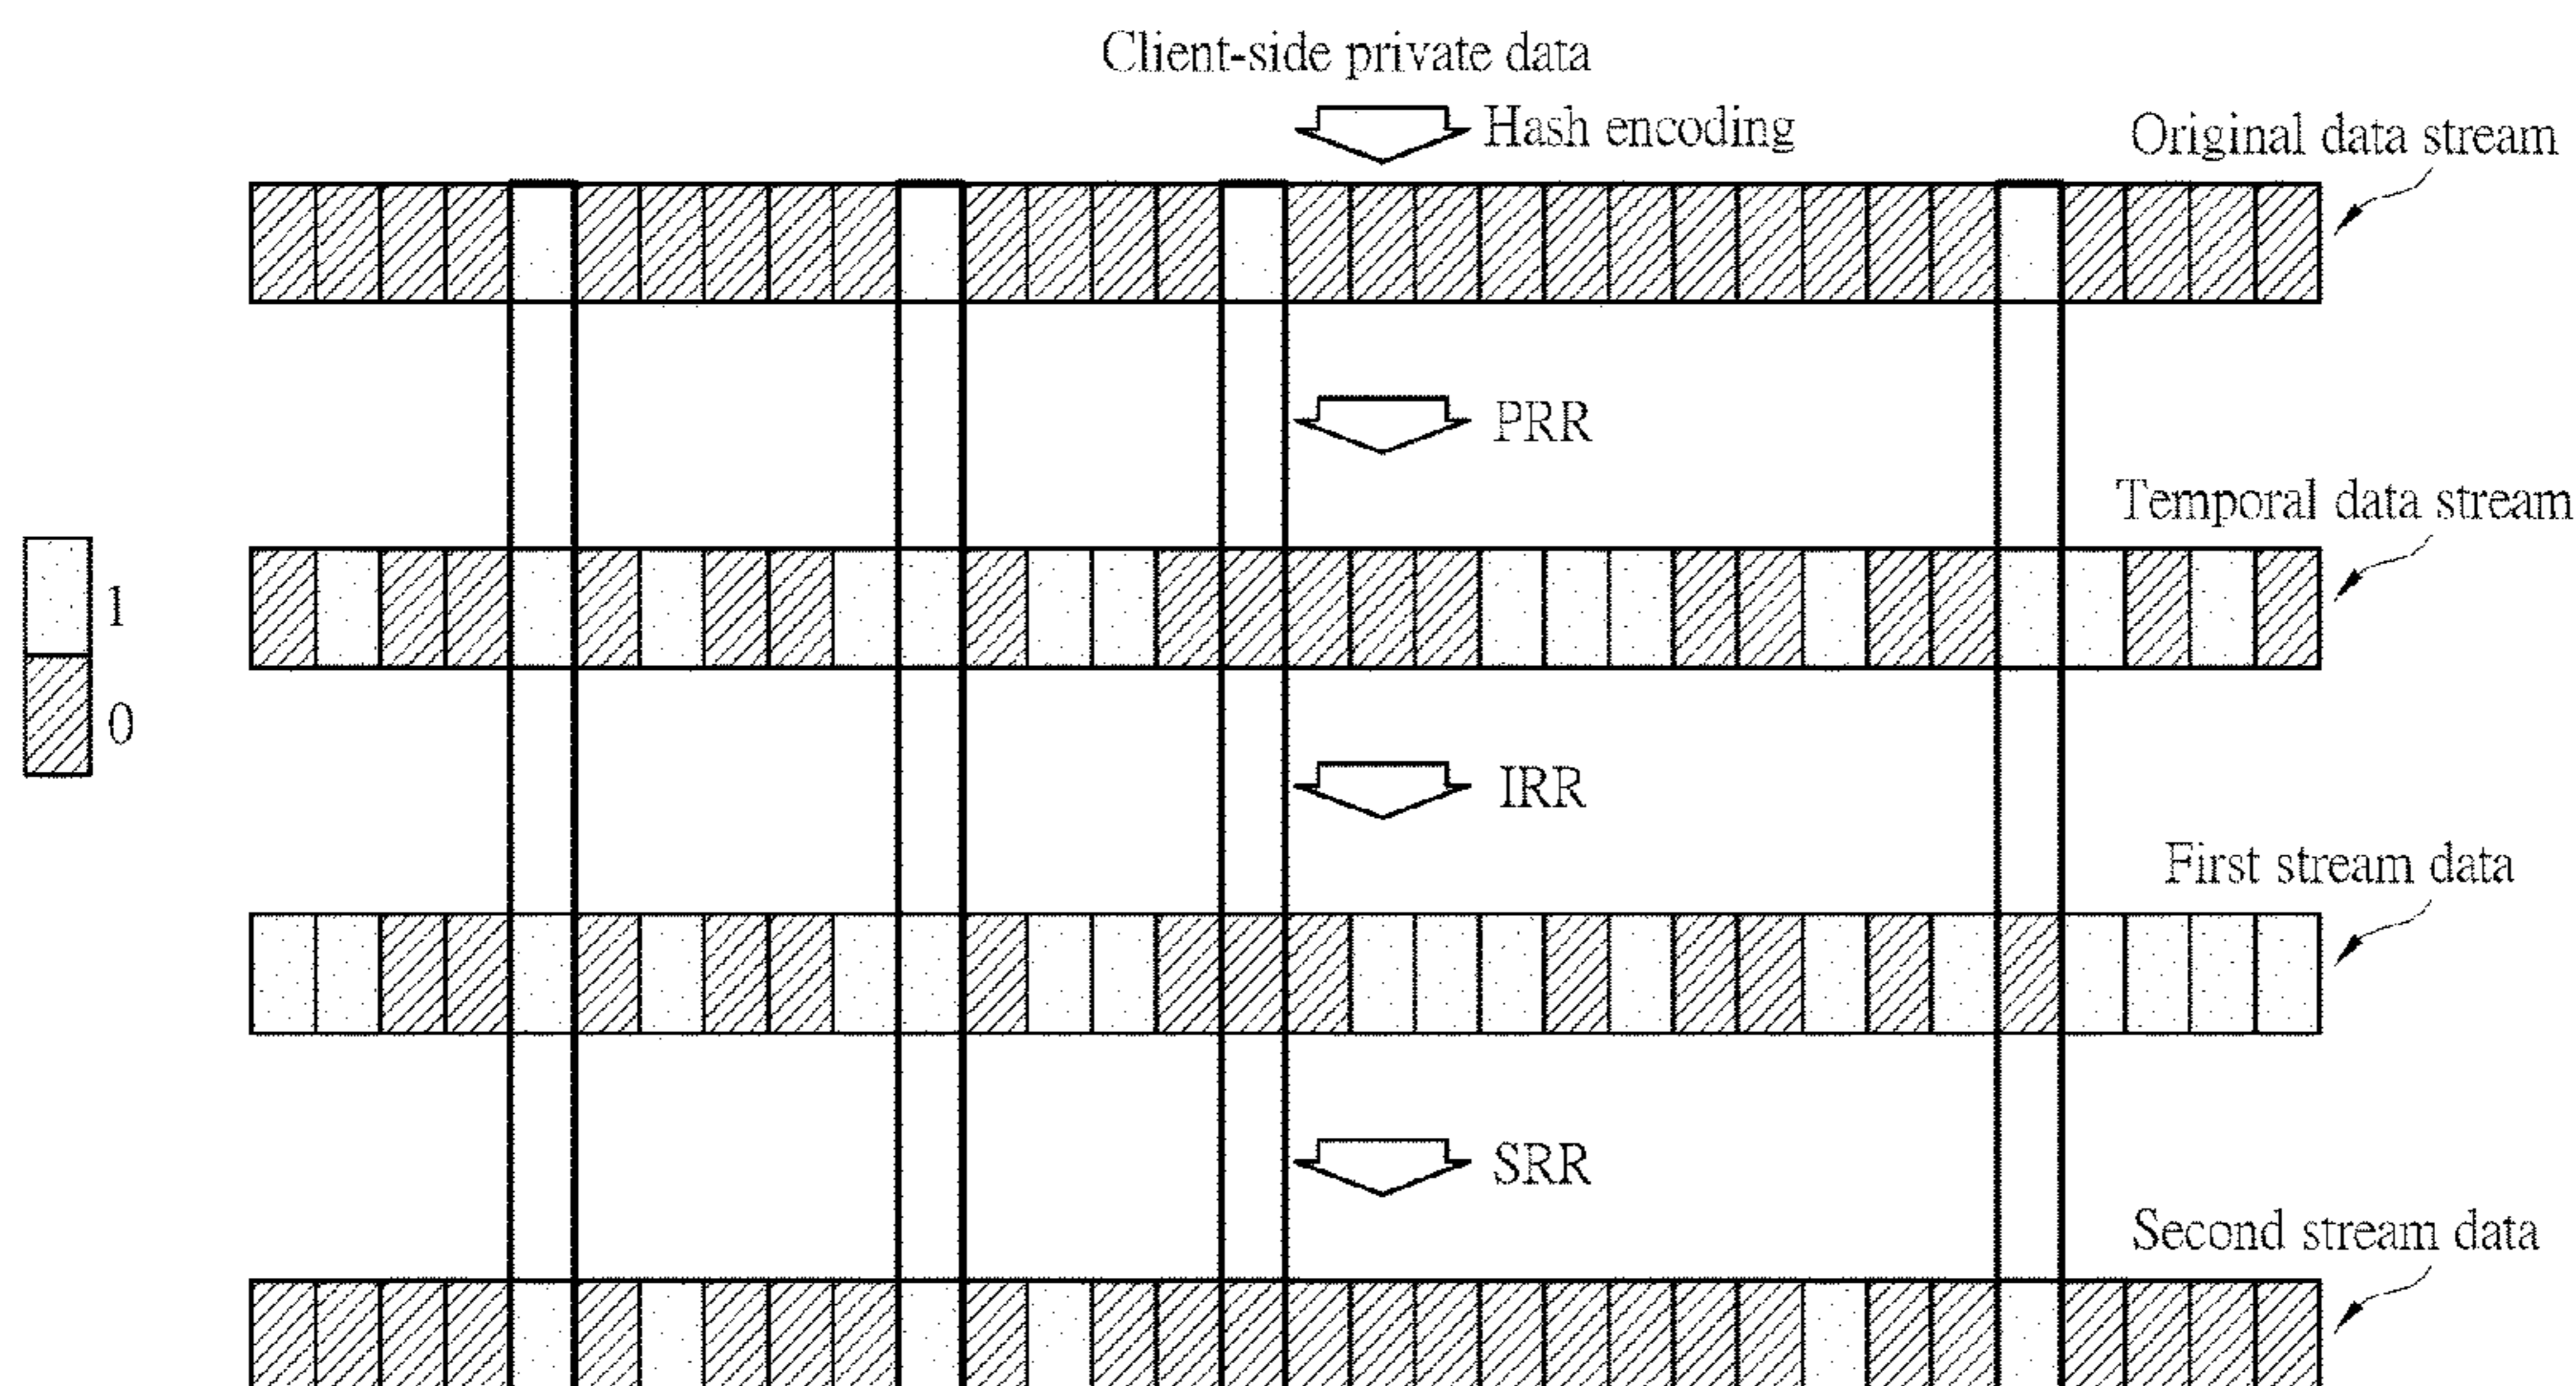 Client-side private data
Hash encoding
Original data stream
PRR
Temporal data stream
1
0
IRR
First stream data
SRR
Second stream data